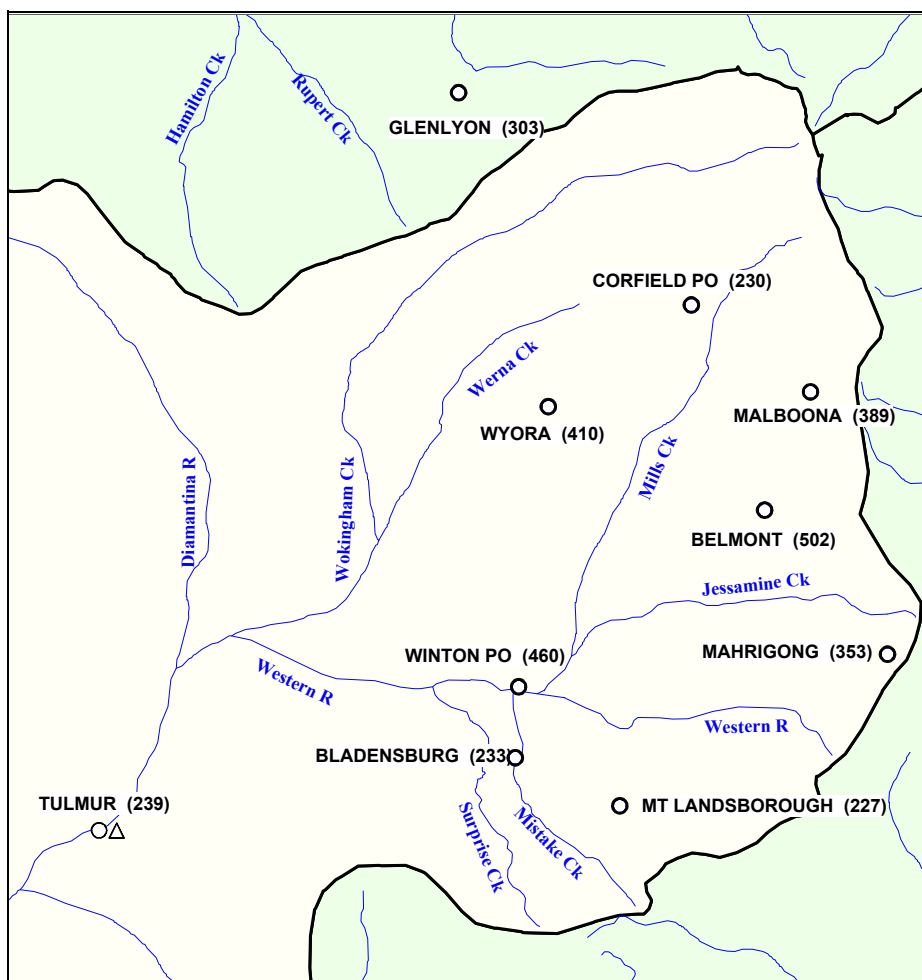 Hamilton Ck
Rupert Ck
GLENLYON (303)
CORFIELD PO (230)
Werna Ck
MALBOONA (389)
WYORA (410)
Mills Ck
Diamantina R
Wokingham Ck
BELMONT (502)
Jessamine Ck
WINTON PO (460)
MAHRIGONG (353)
Western R
Western R
BLADENSBURG (233)
TULMUR (239)
MT LANDSBOROUGH (227)
Surprise Ck
Mistake Ck